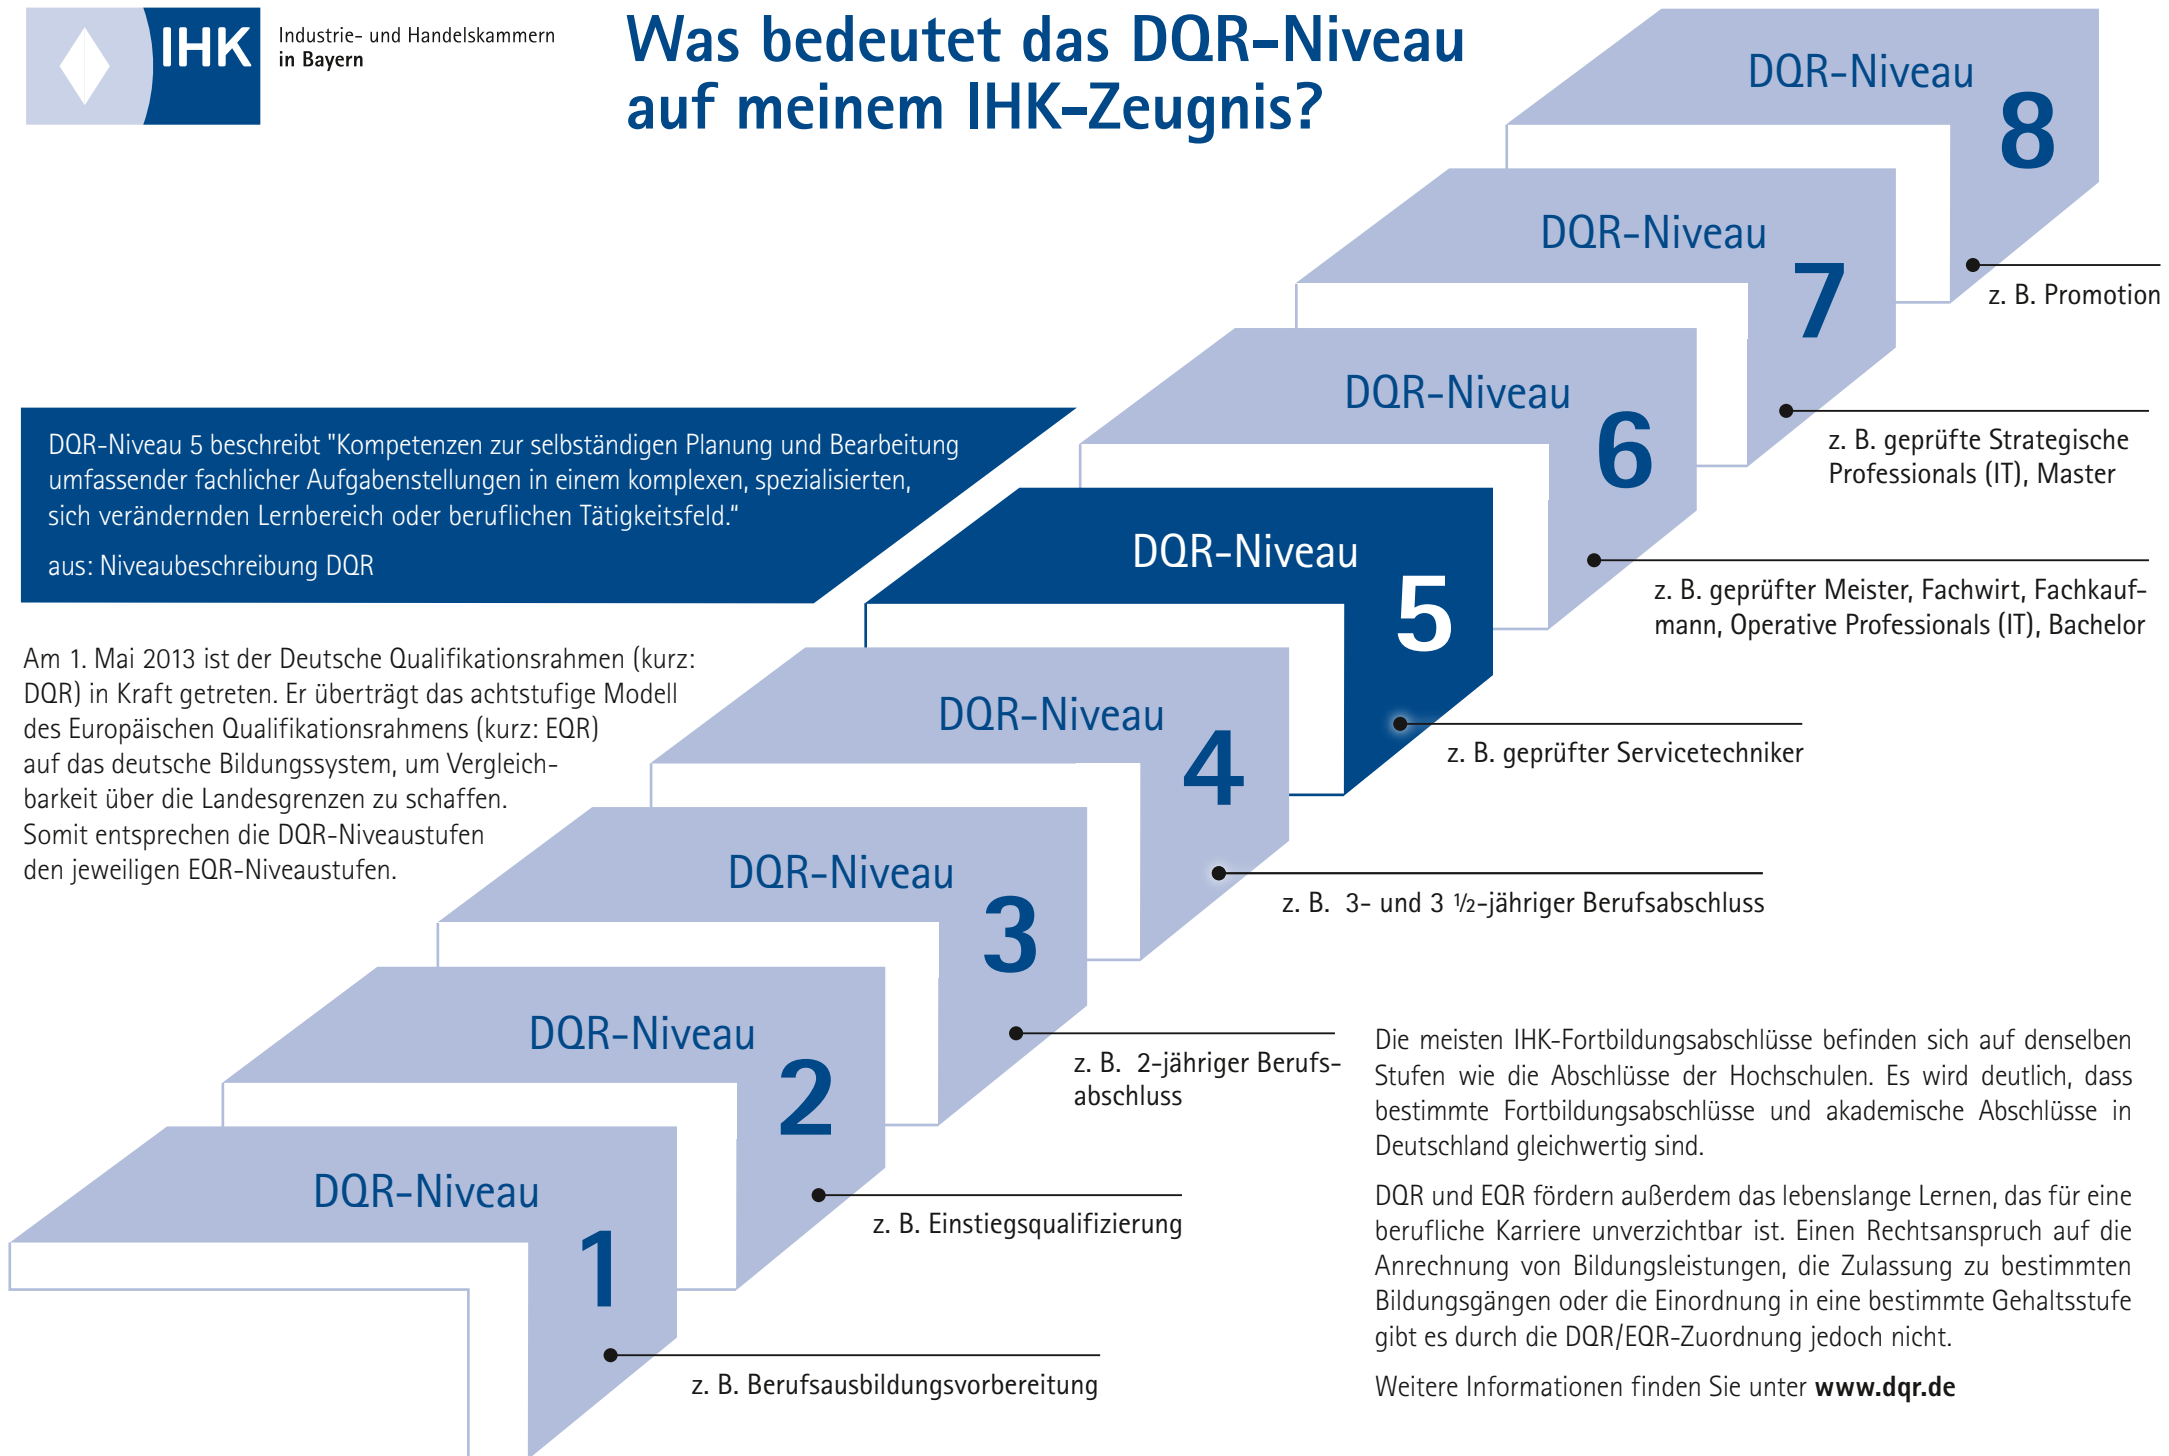 IHK
Industrie- und Handelskammern
in Bayern
Was bedeutet das DQR-Niveau
auf meinem IHK-Zeugnis?
DQR-Niveau
8
z. B. Promotion
DQR-Niveau
7
z. B. geprüfte Strategische
Professionals (IT), Master
DQR-Niveau
6
z. B. geprüfter Meister, Fachwirt, Fachkauf-
mann, Operative Professionals (IT), Bachelor
DQR-Niveau 5 beschreibt "Kompetenzen zur selbständigen Planung und Bearbeitung
umfassender fachlicher Aufgabenstellungen in einem komplexen, spezialisierten,
sich verändernden Lernbereich oder beruflichen Tätigkeitsfeld."
aus: Niveaubeschreibung DQR
DQR-Niveau
5
z. B. geprüfter Servicetechniker
Am 1. Mai 2013 ist der Deutsche Qualifikationsrahmen (kurz:
DQR) in Kraft getreten. Er überträgt das achtstufige Modell
des Europäischen Qualifikationsrahmens (kurz: EQR)
auf das deutsche Bildungssystem, um Vergleich-
barkeit über die Landesgrenzen zu schaffen.
Somit entsprechen die DQR-Niveaustufen
den jeweiligen EQR-Niveaustufen.
DQR-Niveau
4
z. B. 3- und 3 ½-jähriger Berufsabschluss
DQR-Niveau
3
z. B. 2-jähriger Berufs-
abschluss
DQR-Niveau
2
z. B. Einstiegsqualifizierung
DQR-Niveau
1
z. B. Berufsausbildungsvorbereitung
Die meisten IHK-Fortbildungsabschlüsse befinden sich auf denselben
Stufen wie die Abschlüsse der Hochschulen. Es wird deutlich, dass
bestimmte Fortbildungsabschlüsse und akademische Abschlüsse in
Deutschland gleichwertig sind.
DQR und EQR fördern außerdem das lebenslange Lernen, das für eine
berufliche Karriere unverzichtbar ist. Einen Rechtsanspruch auf die
Anrechnung von Bildungsleistungen, die Zulassung zu bestimmten
Bildungsgängen oder die Einordnung in eine bestimmte Gehaltsstufe
gibt es durch die DQR/EQR-Zuordnung jedoch nicht.
Weitere Informationen finden Sie unter www.dqr.de